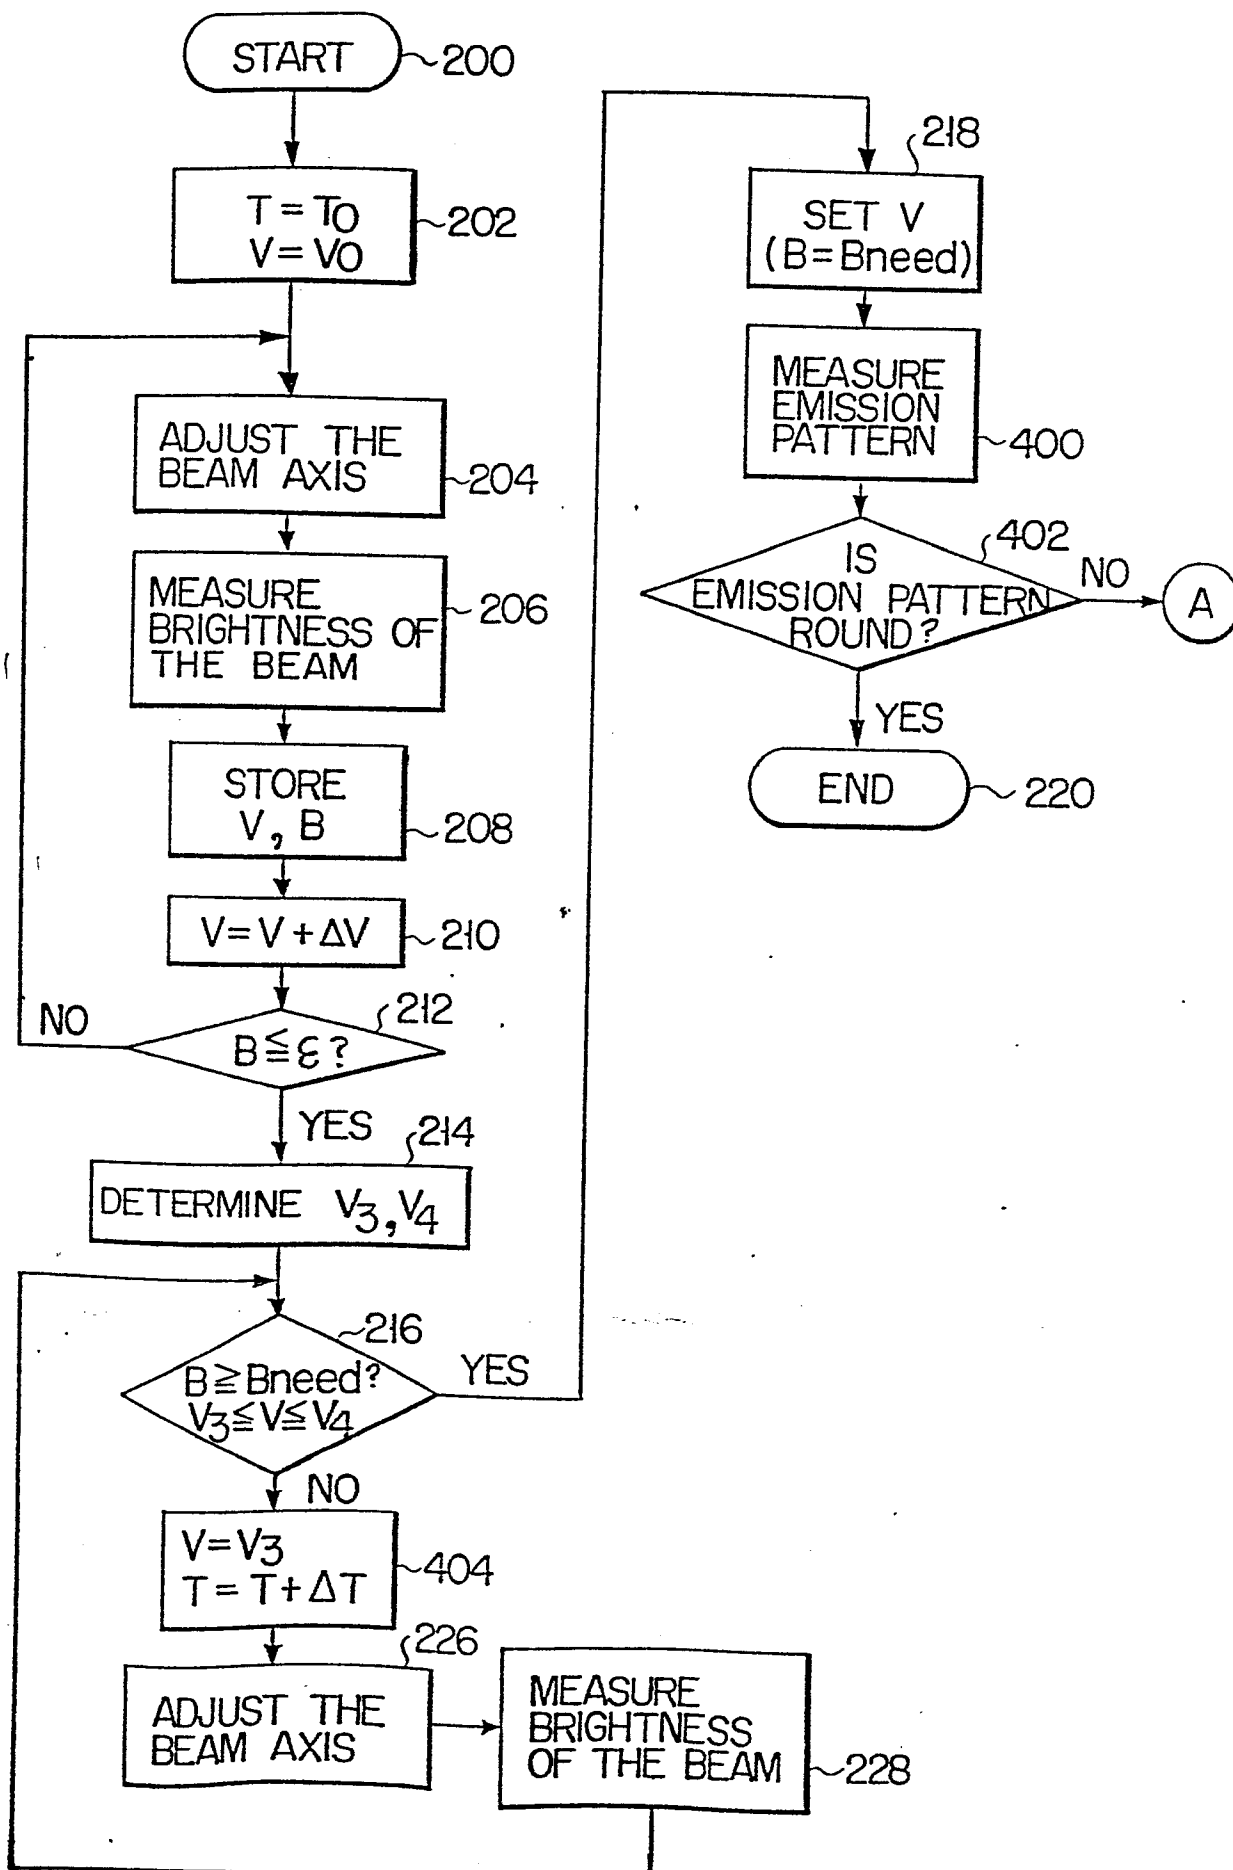 START
200
T = TO
V = VO
202
ADJUST THE
BEAM AXIS
204
MEASURE
BRIGHTNESS OF
THE BEAM
206
STORE
V, B
208
V = V + ΔV
210
212
B ≦ ε ?
NO
YES
214
DETERMINE V3, V4
216
B ≧ Bneed?
V3 ≦ V ≦ V4
YES
NO
V = V3
T = T + ΔT
404
226
ADJUST THE
BEAM AXIS
MEASURE
BRIGHTNESS
OF THE BEAM
228
218
SET V
(B = Bneed)
MEASURE
EMISSION
PATTERN
400
402
IS
EMISSION PATTERN
ROUND?
NO
A
YES
END
220